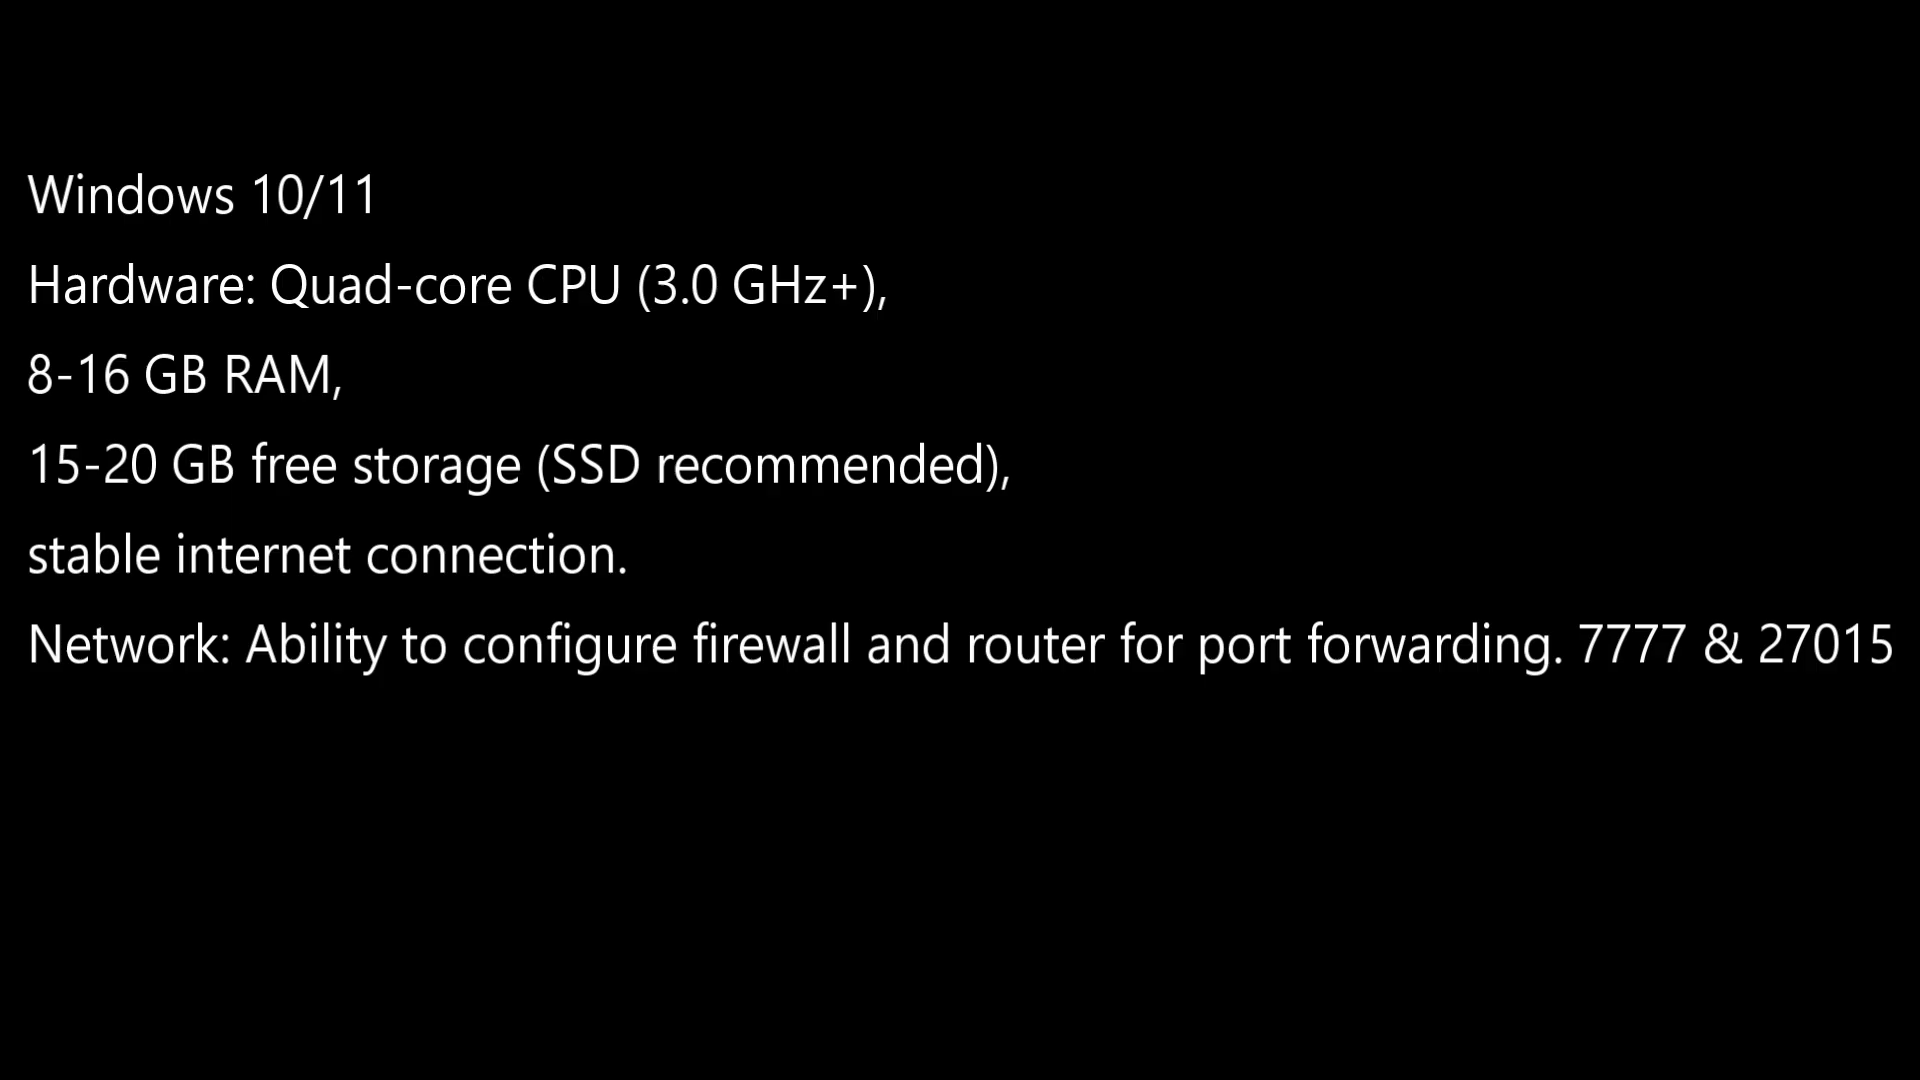 Windows 10/11
Hardware: Quad-core CPU (3.0 GHz+),
8-16 GB RAM,
15-20 GB free storage (SSD recommended),
stable internet connection.
Network: Ability to configure firewall and router for port forwarding. 7777 & 27015